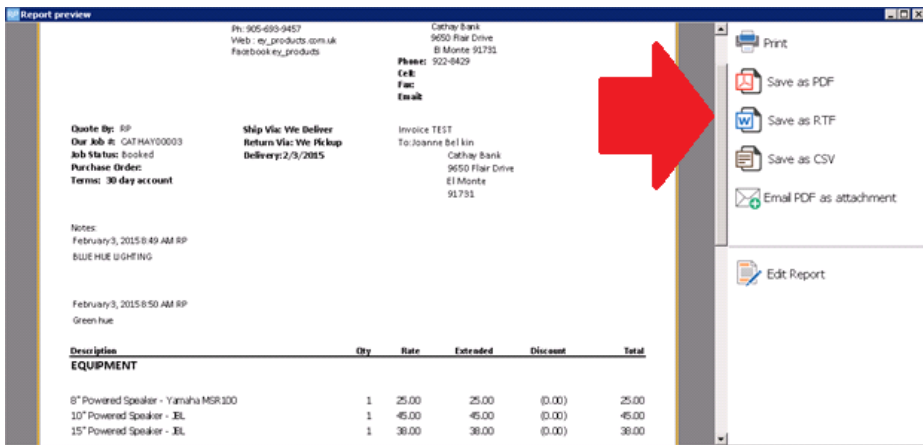 Report preview
Ph: 905-693-9457
Web : ey_products.com.uk
Facebook ey_products
Cathay Bank
9650 Flair Drive
El Monte 91731
Phone: 922-8429
Cell:
Fax:
Email:
Quote By: RP
Our Job #: CATHAY00003
Job Status: Booked
Purchase Order:
Terms: 30 day account
Ship Via: We Deliver
Return Via: We Pickup
Delivery: 2/3/2015
Invoice TEST
To: Joanne Belkin
Cathay Bank
9650 Flair Drive
El Monte
91731
Notes:
February 3, 2015 8:49 AM RP
BLUE HUE LIGHTING
February 3, 2015 8:50 AM RP
Green hue
Description Qty Rate Extended Discount Total
EQUIPMENT
8" Powered Speaker - Yamaha MSR100 1 25.00 25.00 (0.00) 25.00
10" Powered Speaker - JBL 1 45.00 45.00 (0.00) 45.00
15" Powered Speaker - JBL 1 38.00 38.00 (0.00) 38.00
Print
Save as PDF
Save as RTF
Save as CSV
Email PDF as attachment
Edit Report